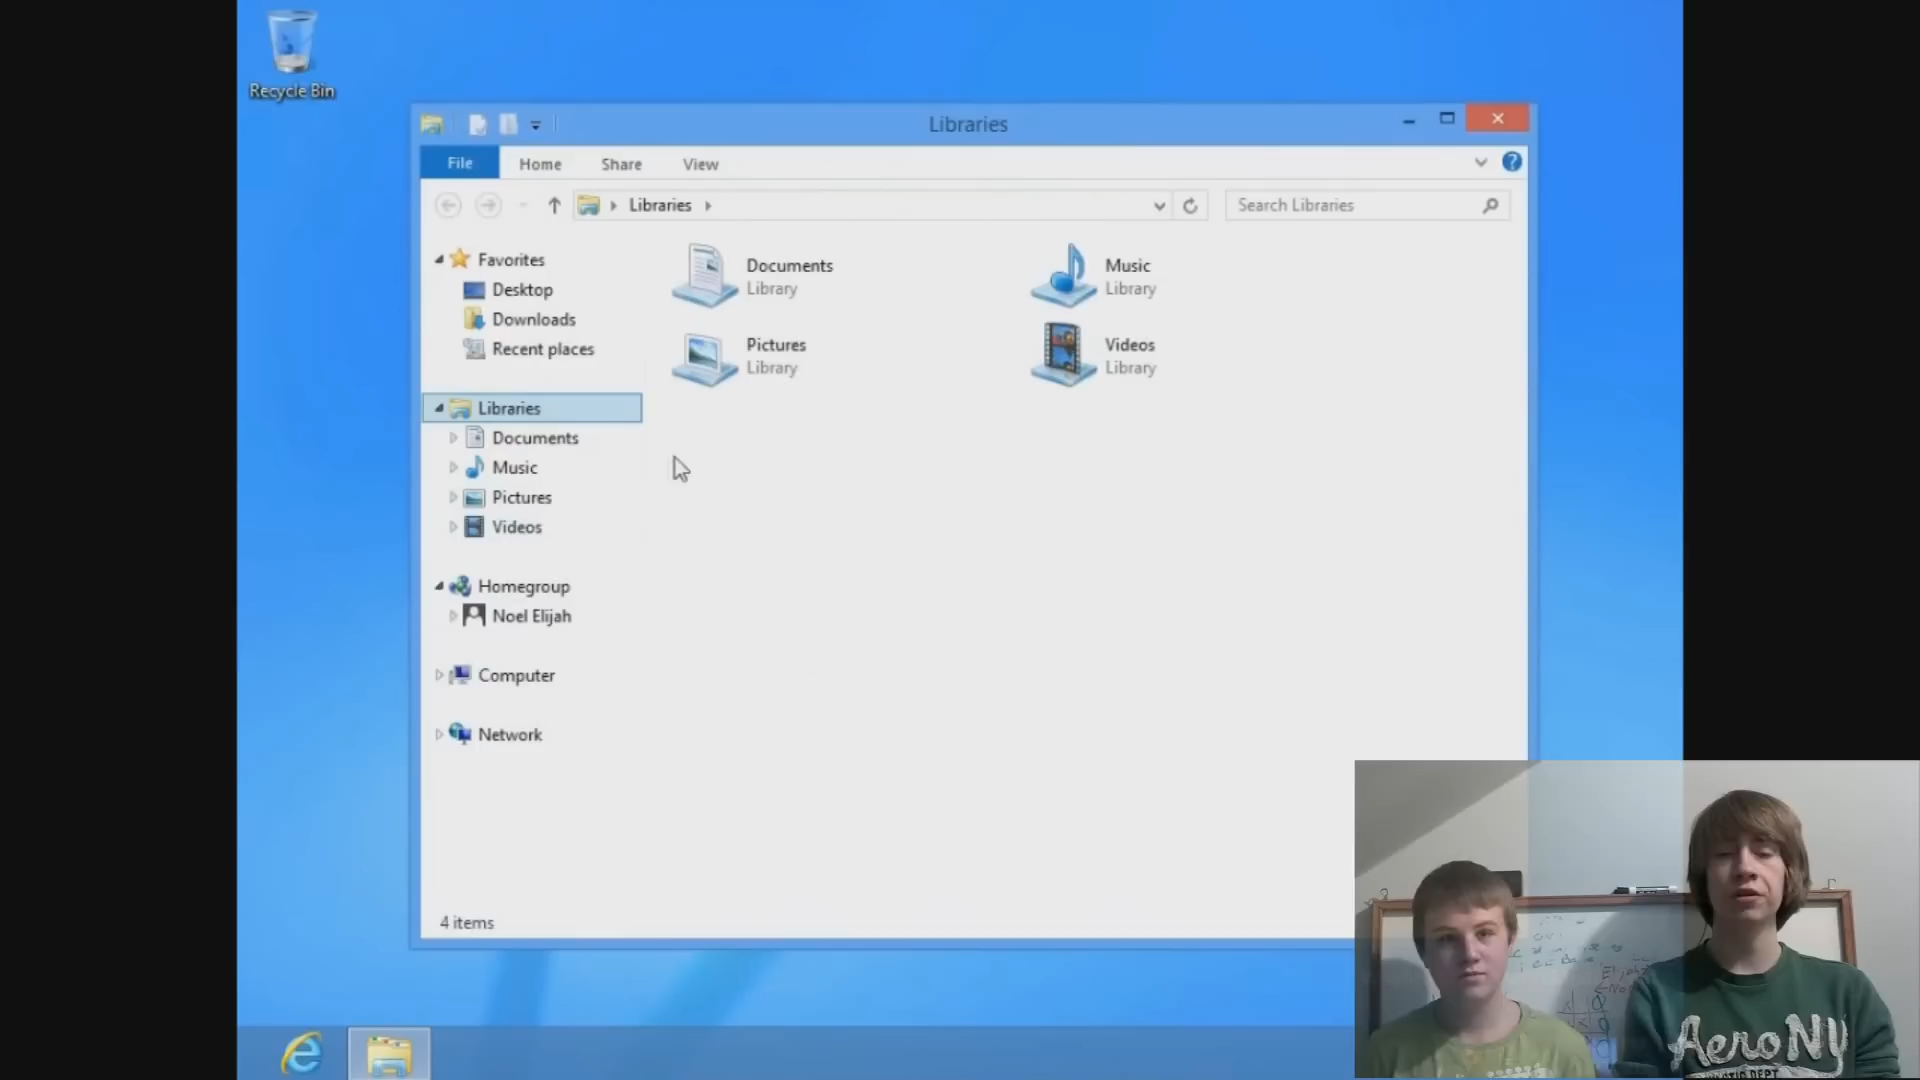 Recycle Bin
Libraries
File Home Share View
Libraries
Search Libraries
Favorites
Desktop
Downloads
Recent places
Libraries
Documents
Music
Pictures
Videos
Homegroup
Noel Elijah
Computer
Network
Documents
Library
Music
Library
Pictures
Library
Videos
Library
4 items
AeroNY